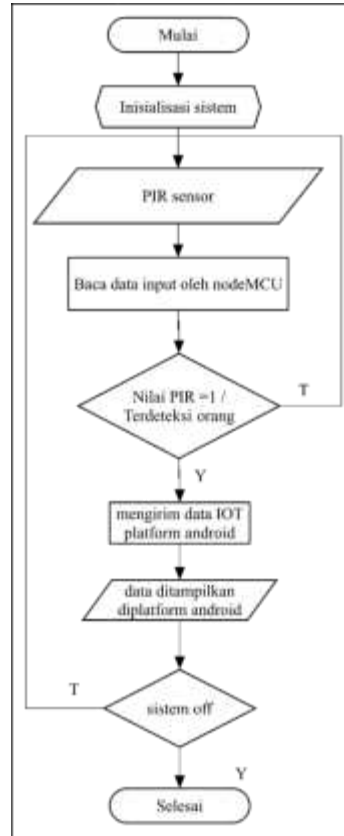 Mulai
Inisialisasi sistem
PIR sensor
Baca data input oleh nodeMCU
Nilai PIR =1 /
Terdeteksi orang
T
Y
mengirim data IOT
platform android
data ditampilkan
diplatform android
T
sistem off
Y
Selesai